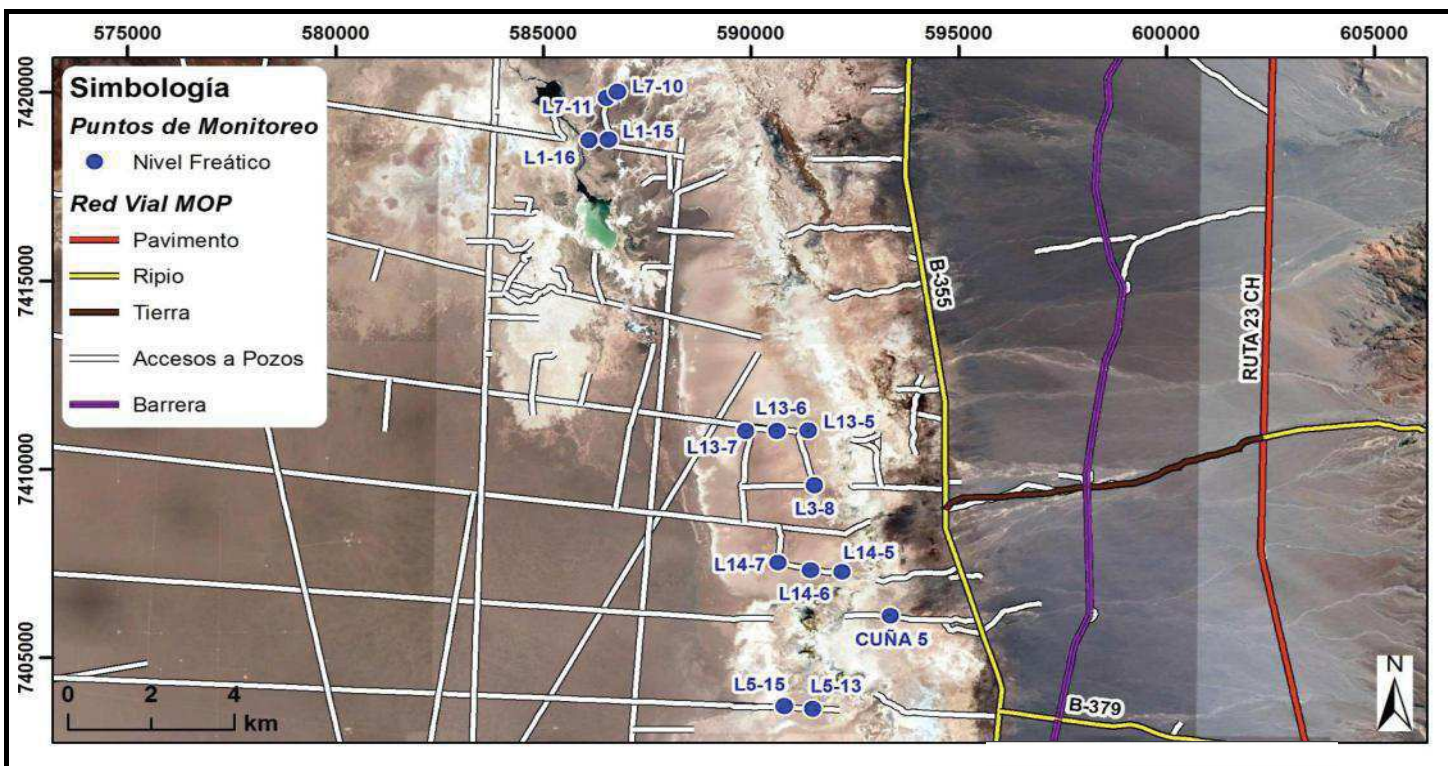 575000 580000 585000 590000 595000 6000000 605000
7420000
7415000
7410000
7405000
Simbología
Puntos de Monitoreo
Nivel Freático
Red Vial MOP
Pavimento
Ripio
Tierra
Accesos a Pozos
Barrera
L7-10
L7-11
L1-15
L1-16
B-355
RUTA 23 CH
L13-6
L13-5
L13-7
L3-8
L14-5
L14-7
L14-6
CUÑA 5
L5-15
L5-13
B-379
0 2 4
km
N